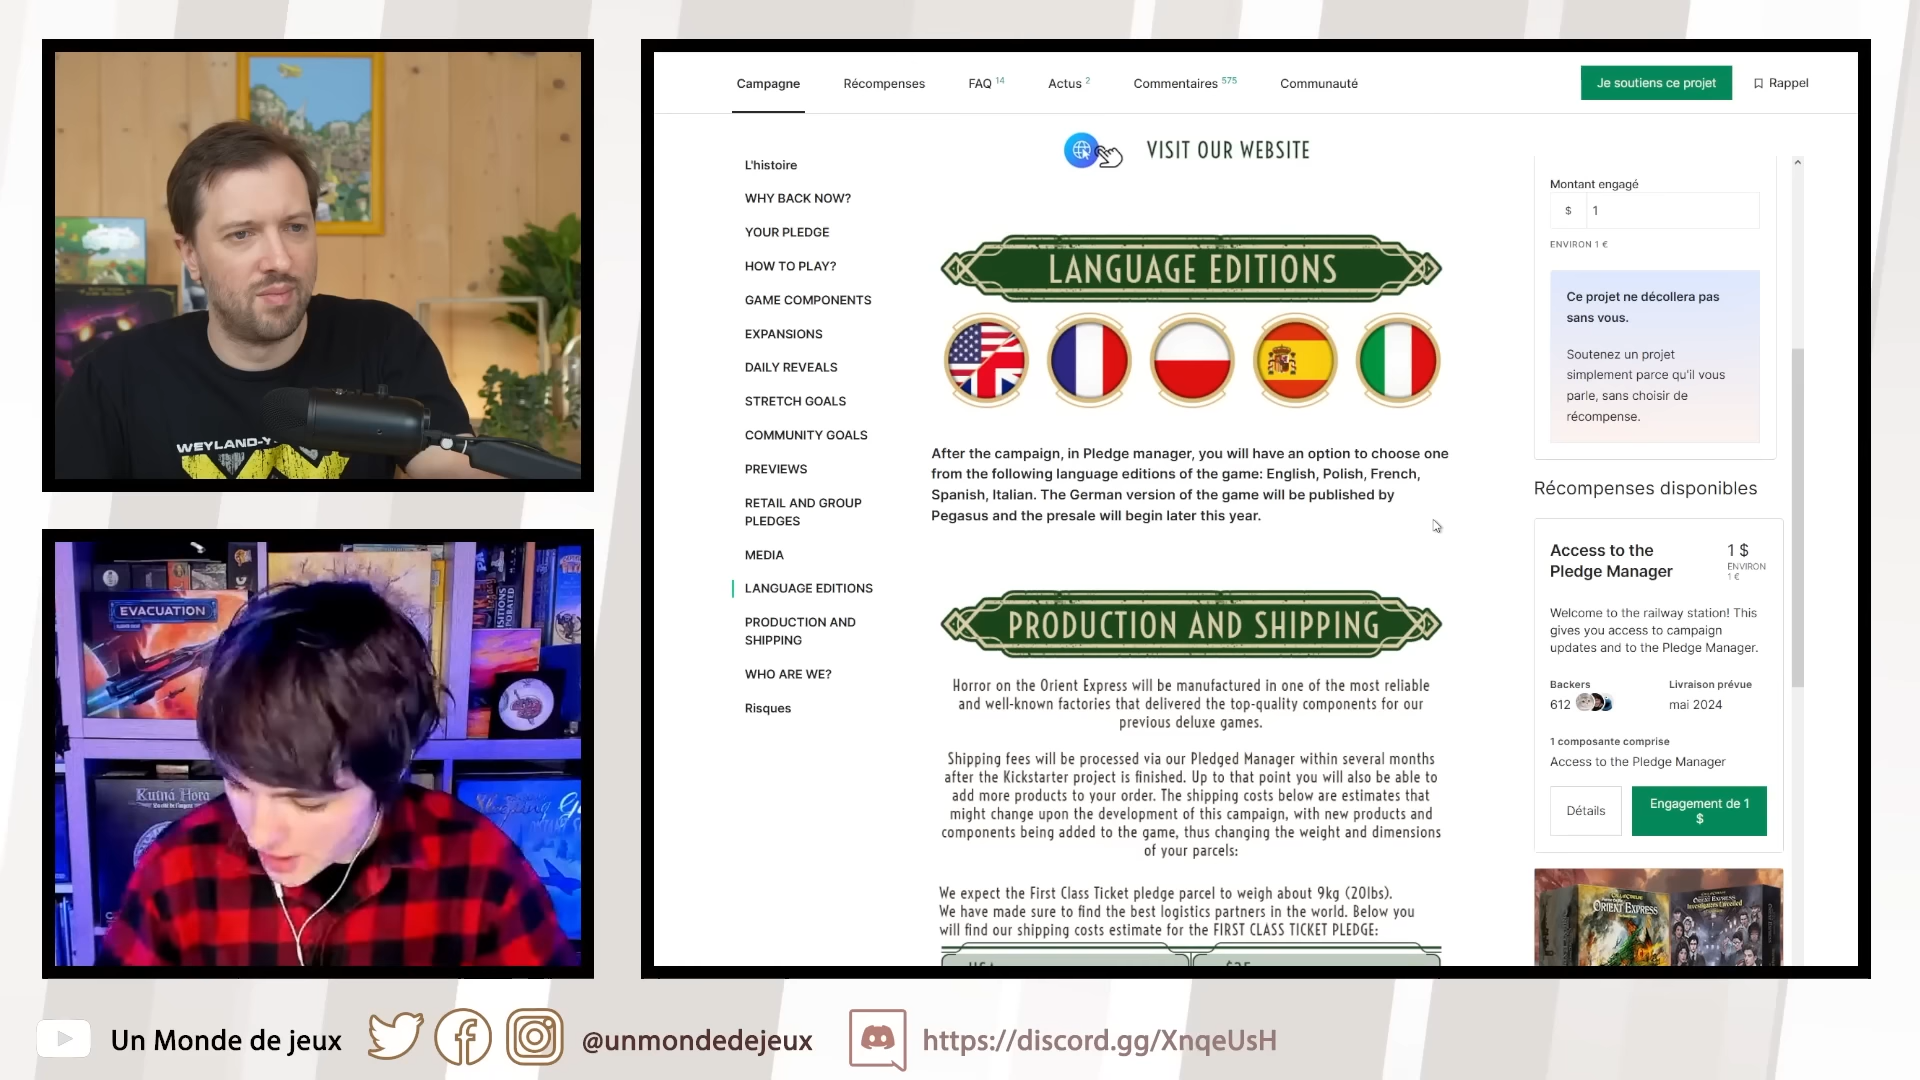 WEYLAND-Y
EVACUATION
Kutná Hora
Campagne
Récompenses
FAQ 14
Actus 2
Commentaires 575
Communauté
Je soutiens ce projet
Rappel
L'histoire
WHY BACK NOW?
YOUR PLEDGE
HOW TO PLAY?
GAME COMPONENTS
EXPANSIONS
DAILY REVEALS
STRETCH GOALS
COMMUNITY GOALS
PREVIEWS
RETAIL AND GROUP
PLEDGES
MEDIA
LANGUAGE EDITIONS
PRODUCTION AND
SHIPPING
WHO ARE WE?
Risques
VISIT OUR WEBSITE
LANGUAGE EDITIONS
After the campaign, in Pledge manager, you will have an option to choose one
from the following language editions of the game: English, Polish, French,
Spanish, Italian. The German version of the game will be published by
Pegasus and the presale will begin later this year.
PRODUCTION AND SHIPPING
Horror on the Orient Express will be manufactured in one of the most reliable
and well-known factories that delivered the top-quality components for our
previous deluxe games.
Shipping fees will be processed via our Pledged Manager within several months
after the Kickstarter project is finished. Up to that point you will also be able to
add more products to your order. The shipping costs below are estimates that
might change upon the development of this campaign, with new products and
components being added to the game, thus changing the weight and dimensions
of your parcels:
We expect the First Class Ticket pledge parcel to weigh about 9kg (20lbs).
We have made sure to find the best logistics partners in the world. Below you
will find our shipping costs estimate for the FIRST CLASS TICKET PLEDGE:
Montant engagé
$ 1
ENVIRON 1 €
Ce projet ne décollera pas
sans vous.
Soutenez un projet
simplement parce qu'il vous
parle, sans choisir de
récompense.
Récompenses disponibles
Access to the
Pledge Manager
1 $
ENVIRON
1 €
Welcome to the railway station! This
gives you access to campaign
updates and to the Pledge Manager.
Backers
612
Livraison prévue
mai 2024
1 composante comprise
Access to the Pledge Manager
Détails
Engagement de 1
$
ORIENT EXPRESS
Un Monde de jeux
@unmondedejeux
https://discord.gg/XnqeUsH